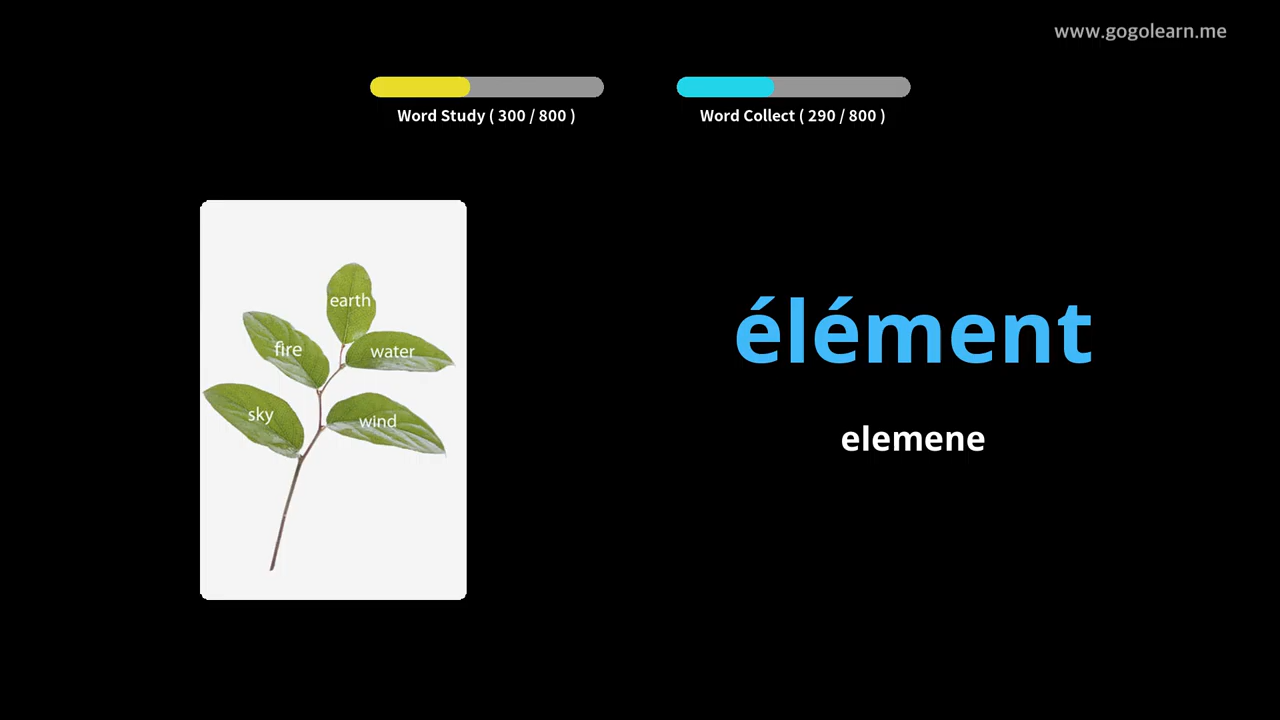 www.gogolearn.me
Word Study ( 300 / 800 )
Word Collect ( 290 / 800 )
earth
fire
water
sky
wind
élément
elemene